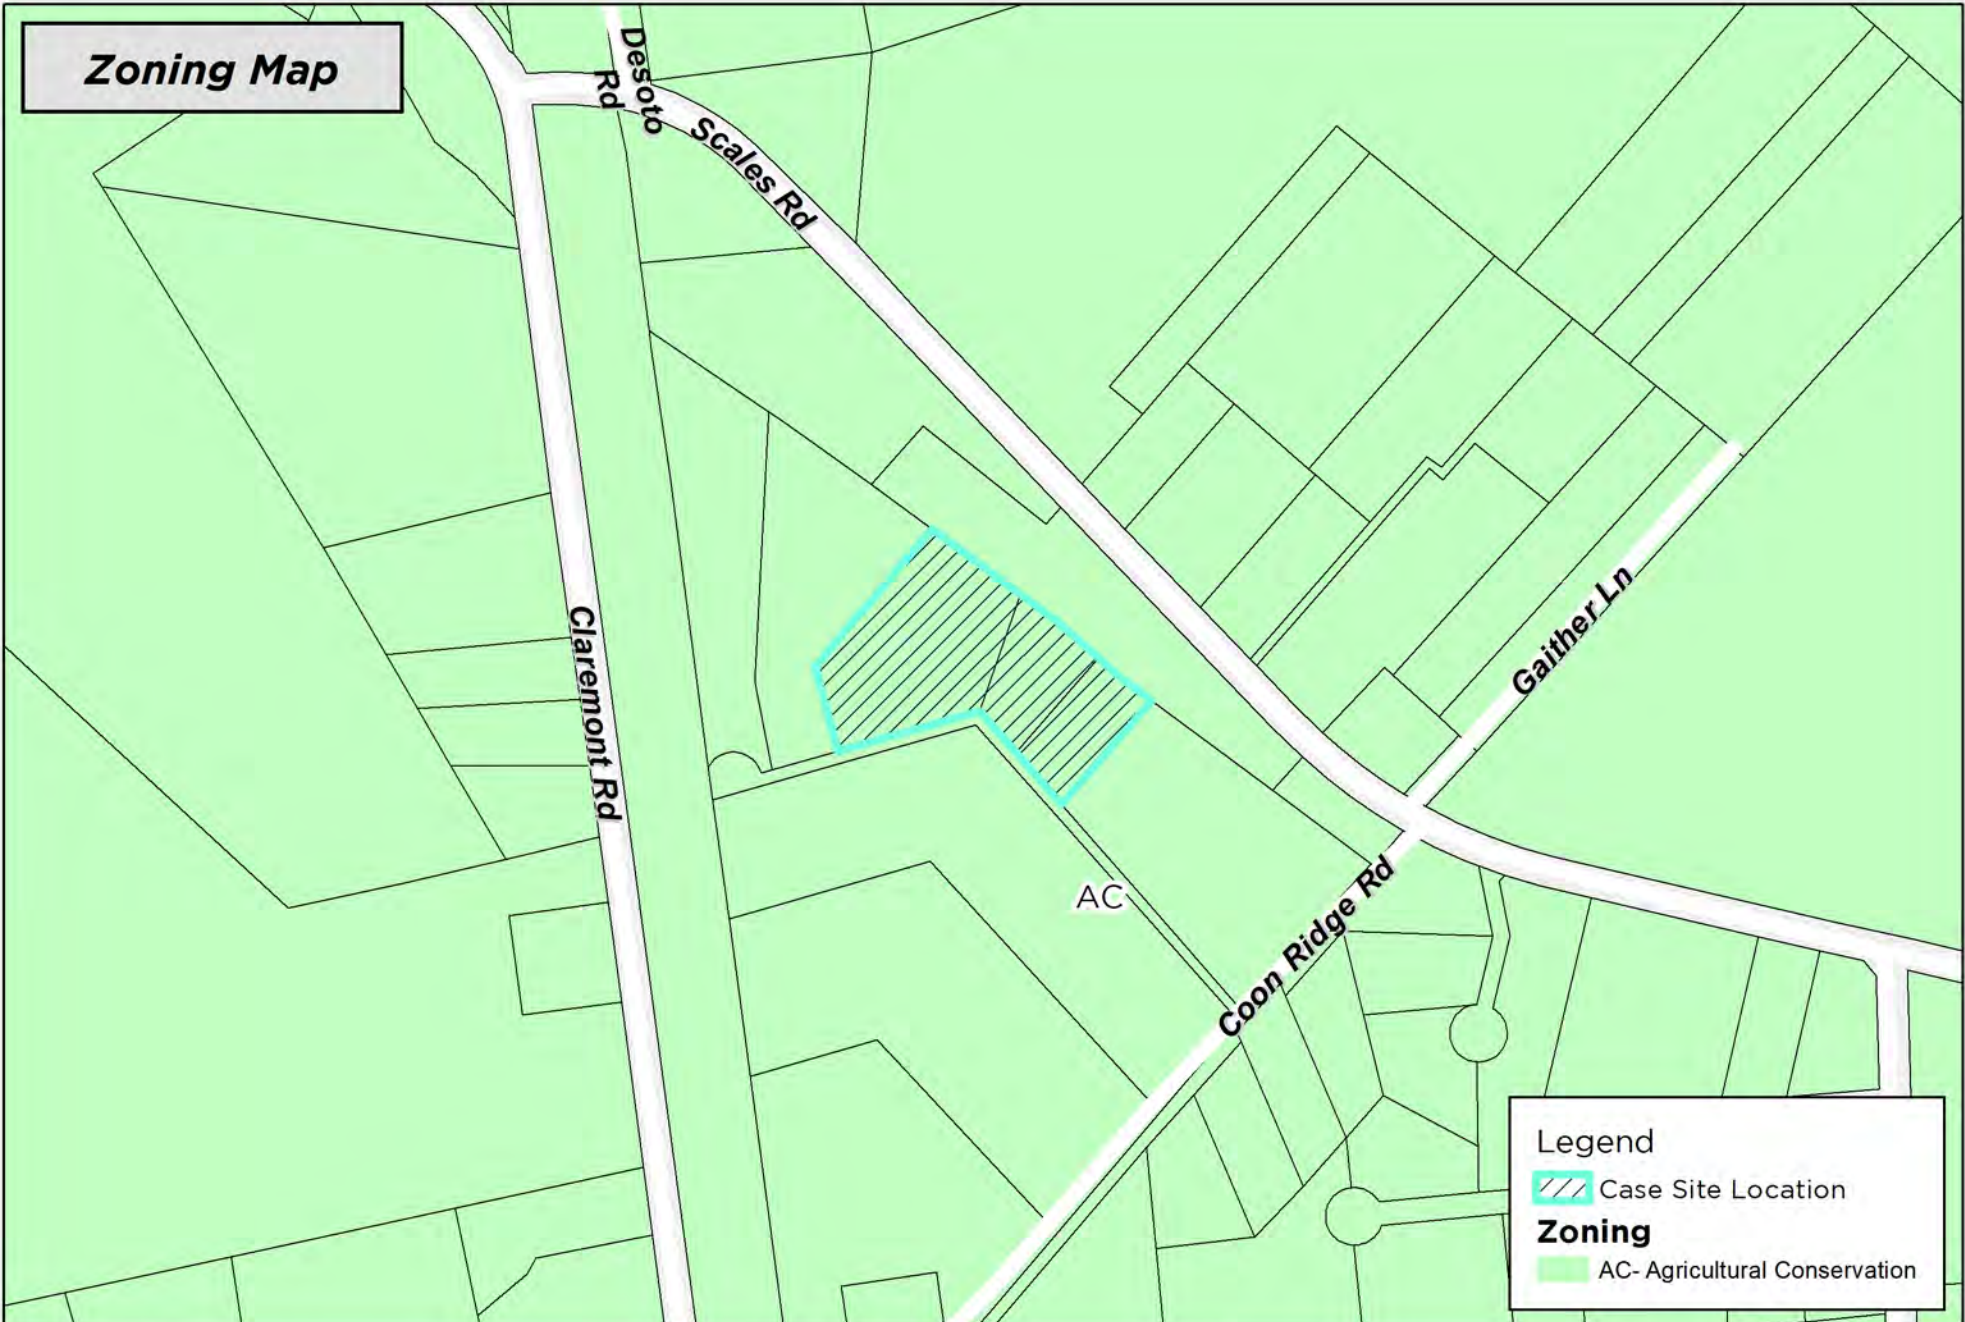 Zoning Map
Desoto
Rd
Scales Rd
Claremont Rd
Gaither Ln
AC
Coon Ridge Rd
Legend
Case Site Location
Zoning
AC- Agricultural Conservation